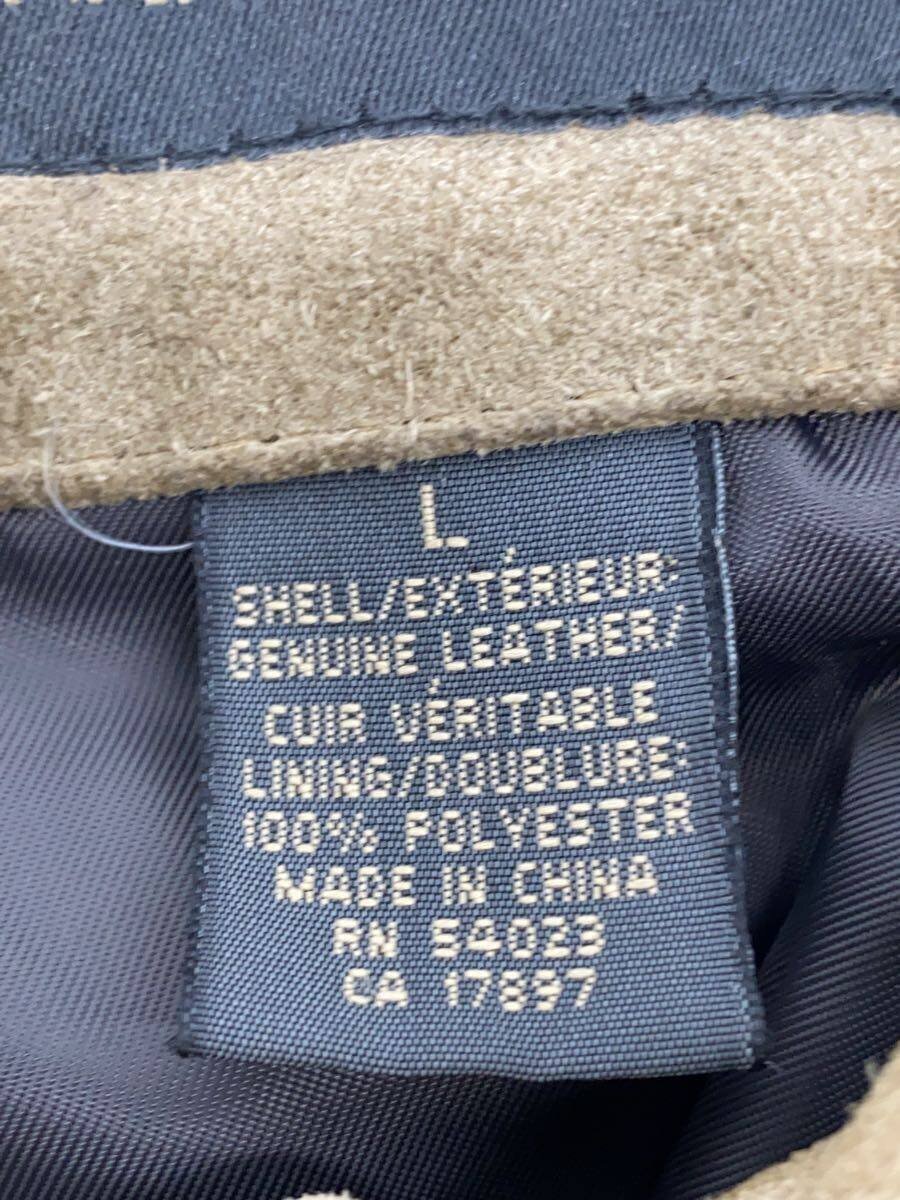 L
SHELL/EXTÉRIEUR:
GENUINE LEATHER/
CUIR VÉRITABLE
LINING/DOUBLURE:
100% POLYESTER
MADE IN CHINA
RN 54023
CA 17897